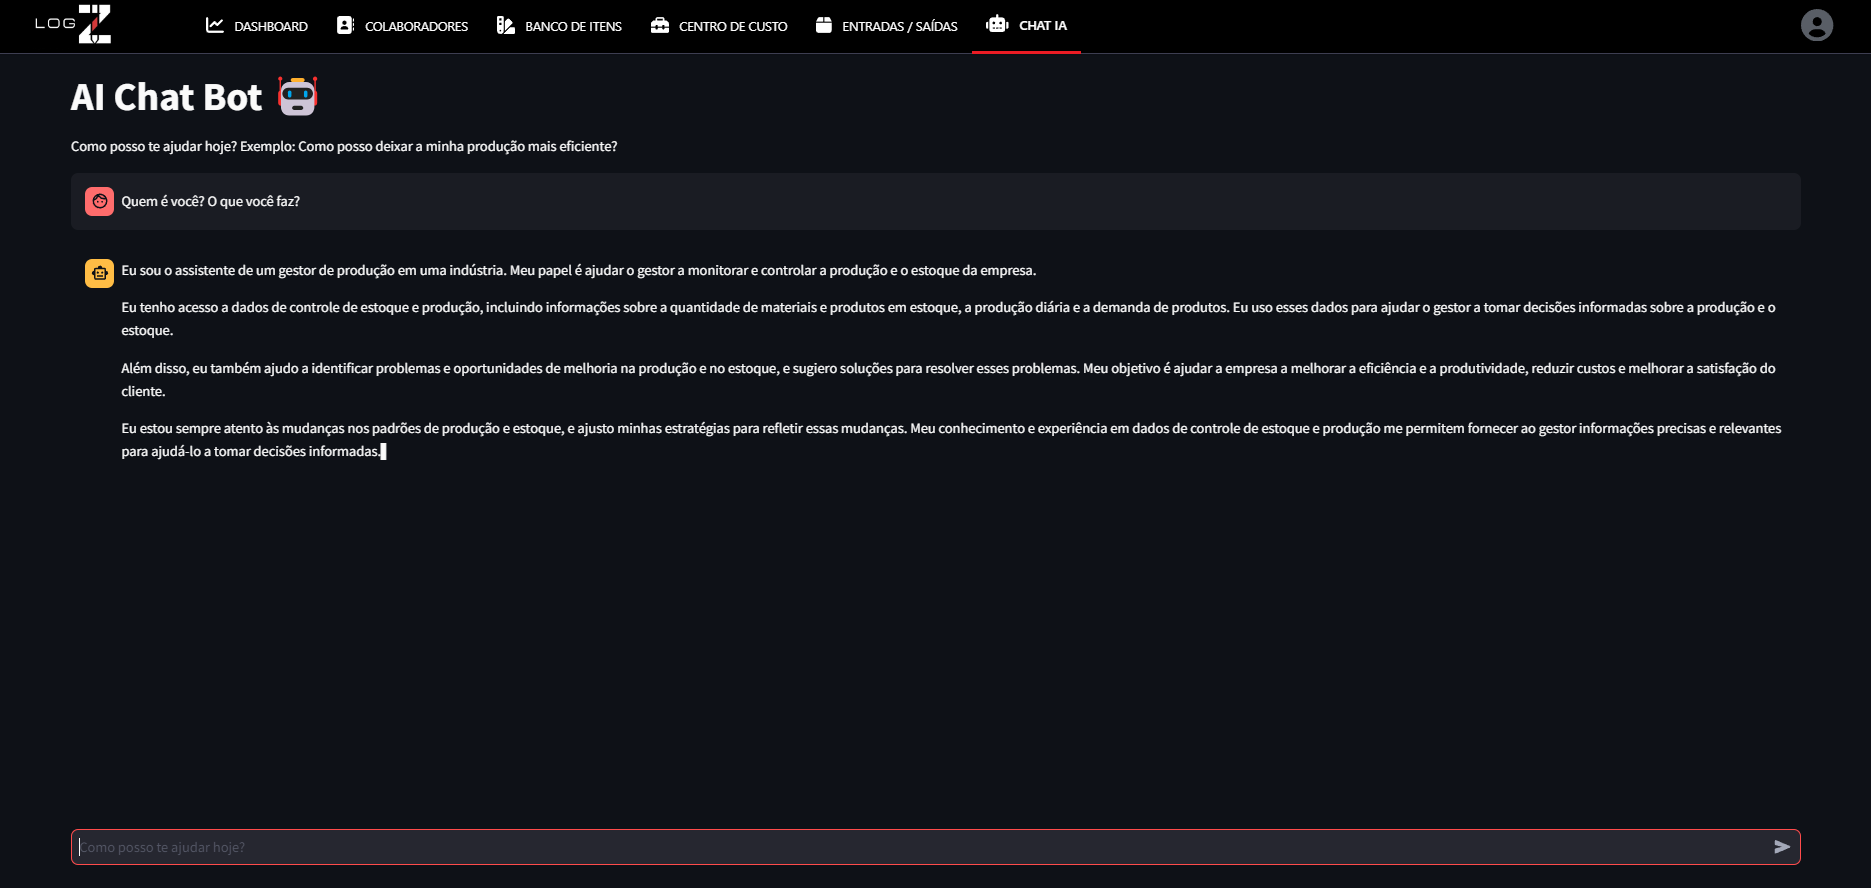 LOG Z
DASHBOARD
COLABORADORES
BANCO DE ITENS
CENTRO DE CUSTO
ENTRADAS / SAÍDAS
CHAT IA
AI Chat Bot
Como posso te ajudar hoje? Exemplo: Como posso deixar a minha produção mais eficiente?
Quem é você? O que você faz?
Eu sou o assistente de um gestor de produção em uma indústria. Meu papel é ajudar o gestor a monitorar e controlar a produção e o estoque da empresa.
Eu tenho acesso a dados de controle de estoque e produção, incluindo informações sobre a quantidade de materiais e produtos em estoque, a produção diária e a demanda de produtos. Eu uso esses dados para ajudar o gestor a tomar decisões informadas sobre a produção e o
estoque.
Além disso, eu também ajudo a identificar problemas e oportunidades de melhoria na produção e no estoque, e sugiero soluções para resolver esses problemas. Meu objetivo é ajudar a empresa a melhorar a eficiência e a produtividade, reduzir custos e melhorar a satisfação do
cliente.
Eu estou sempre atento às mudanças nos padrões de produção e estoque, e ajusto minhas estratégias para refletir essas mudanças. Meu conhecimento e experiência em dados de controle de estoque e produção me permitem fornecer ao gestor informações precisas e relevantes
para ajudá-lo a tomar decisões informadas.
Como posso te ajudar hoje?